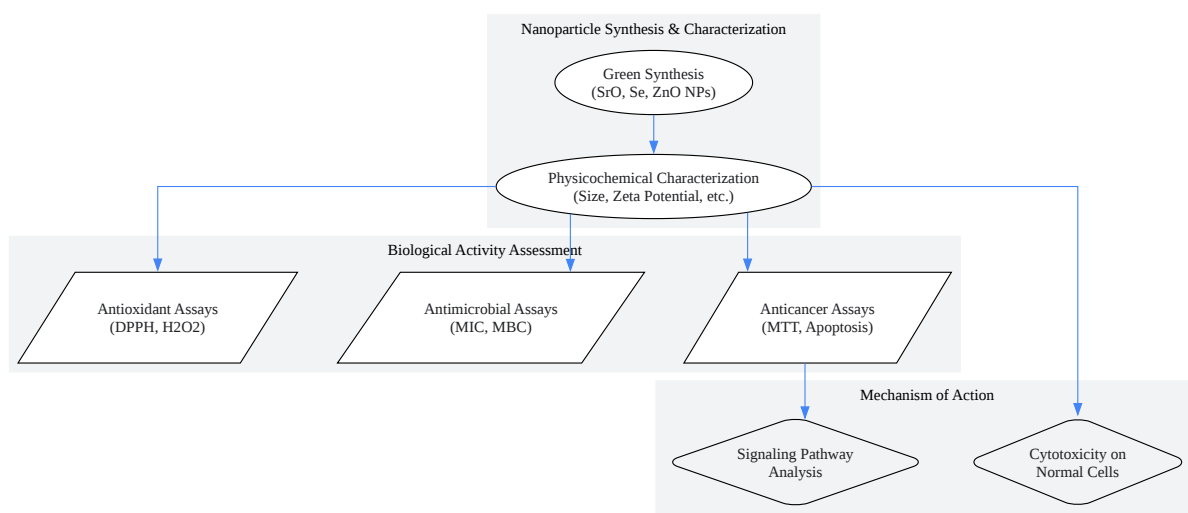 Nanoparticle Synthesis & Characterization
Green Synthesis
(SrO, Se, ZnO NPs)
Physicochemical Characterization
(Size, Zeta Potential, etc.)
Biological Activity Assessment
Antioxidant Assays
(DPPH, H2O2)
Antimicrobial Assays
(MIC, MBC)
Anticancer Assays
(MTT, Apoptosis)
Mechanism of Action
Signaling Pathway
Analysis
Cytotoxicity on
Normal Cells